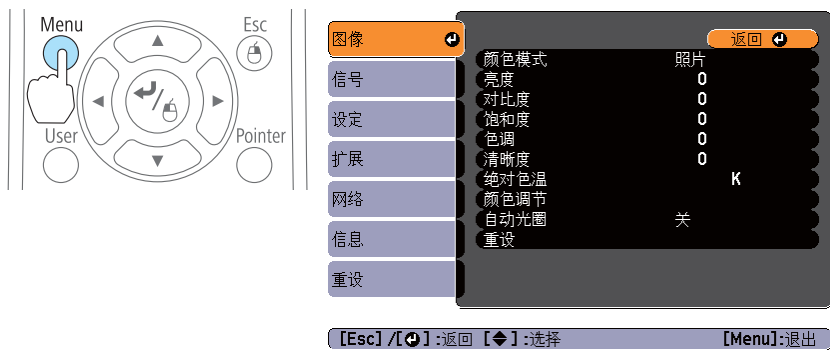 Menu
Esc
User
Pointer
图像
信号
设定
扩展
网络
信息
重设
返回
颜色模式 照片
亮度 0
对比度 0
饱和度 0
色调 0
清晰度 0
绝对色温 K
颜色调节
自动光圈 关
重设
[Esc] /[ ] :返回 [ ] :选择 [Menu]:退出